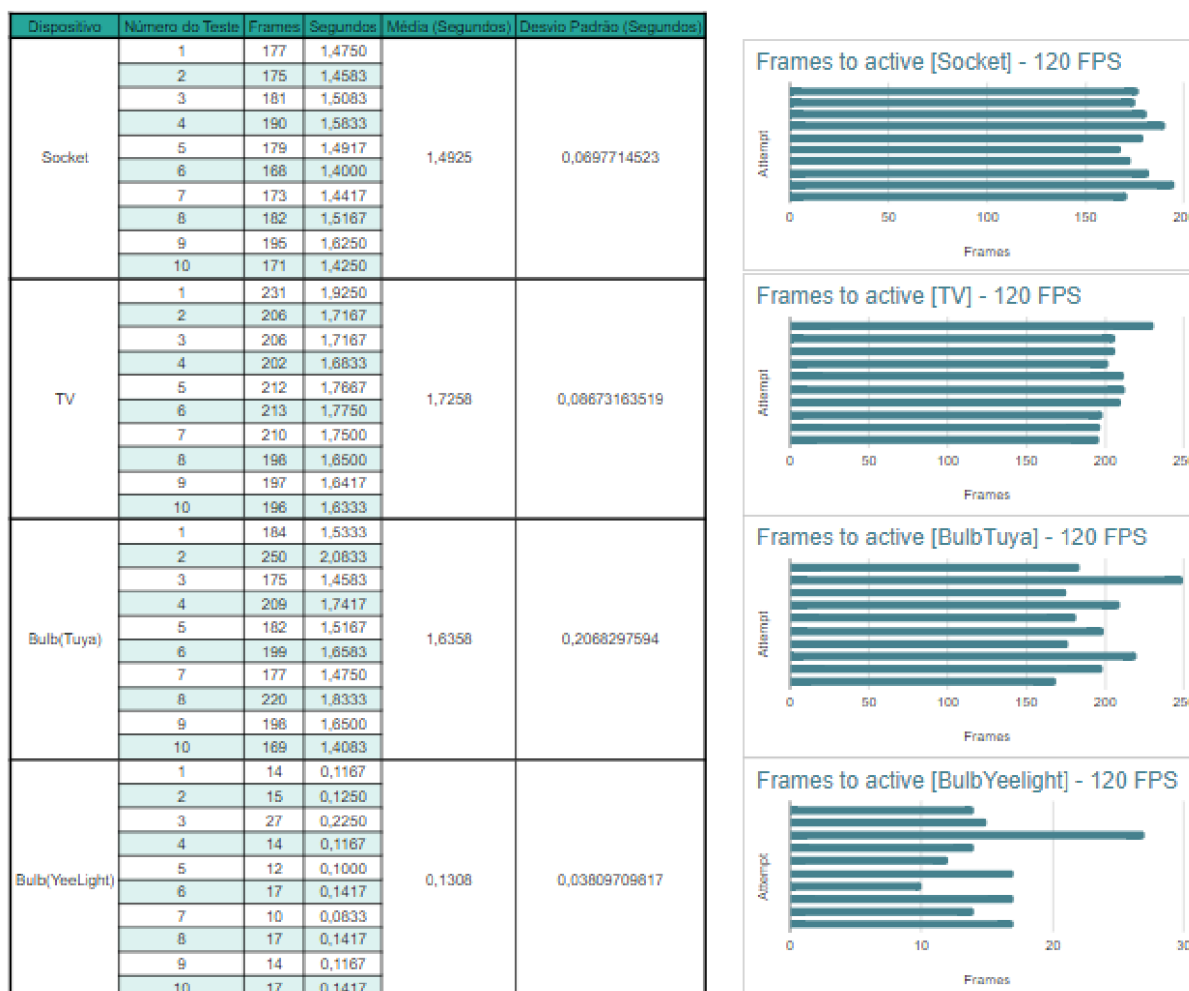 Dispositivo Número do Teste Frames Segundos Média (Segundos) Desvio Padrão (Segundos)
1 177 1,4750
2 175 1,4583
3 181 1,5083
4 190 1,5833
5 179 1,4917
Socket 1,4925 0,0697714523
6 168 1,4000
7 173 1,4417
8 182 1,5167
9 195 1,6250
10 171 1,4250
1 231 1,9250
2 206 1,7167
3 206 1,7167
4 202 1,6833
5 212 1,7667
TV 1,7258 0,08673163519
6 213 1,7750
7 210 1,7500
8 198 1,6500
9 197 1,6417
10 196 1,6333
1 184 1,5333
2 250 2,0833
3 175 1,4583
4 209 1,7417
5 182 1,5167
Bulb(Tuya) 1,6358 0,2068297594
6 199 1,6583
7 177 1,4750
8 220 1,8333
9 198 1,6500
10 169 1,4083
1 14 0,1167
2 15 0,1250
3 27 0,2250
4 14 0,1167
5 12 0,1000
Bulb(YeeLight) 0,1308 0,03809709817
6 17 0,1417
7 10 0,0833
8 17 0,1417
9 14 0,1167
10 17 0,1417
Frames to active [Socket] - 120 FPS
Attempt
0 50 100 150 20
Frames
Frames to active [TV] - 120 FPS
Attempt
0 50 100 150 200 25
Frames
Frames to active [BulbTuya] - 120 FPS
Attempt
0 50 100 150 200 25
Frames
Frames to active [BulbYeelight] - 120 FPS
Attempt
0 10 20 30
Frames